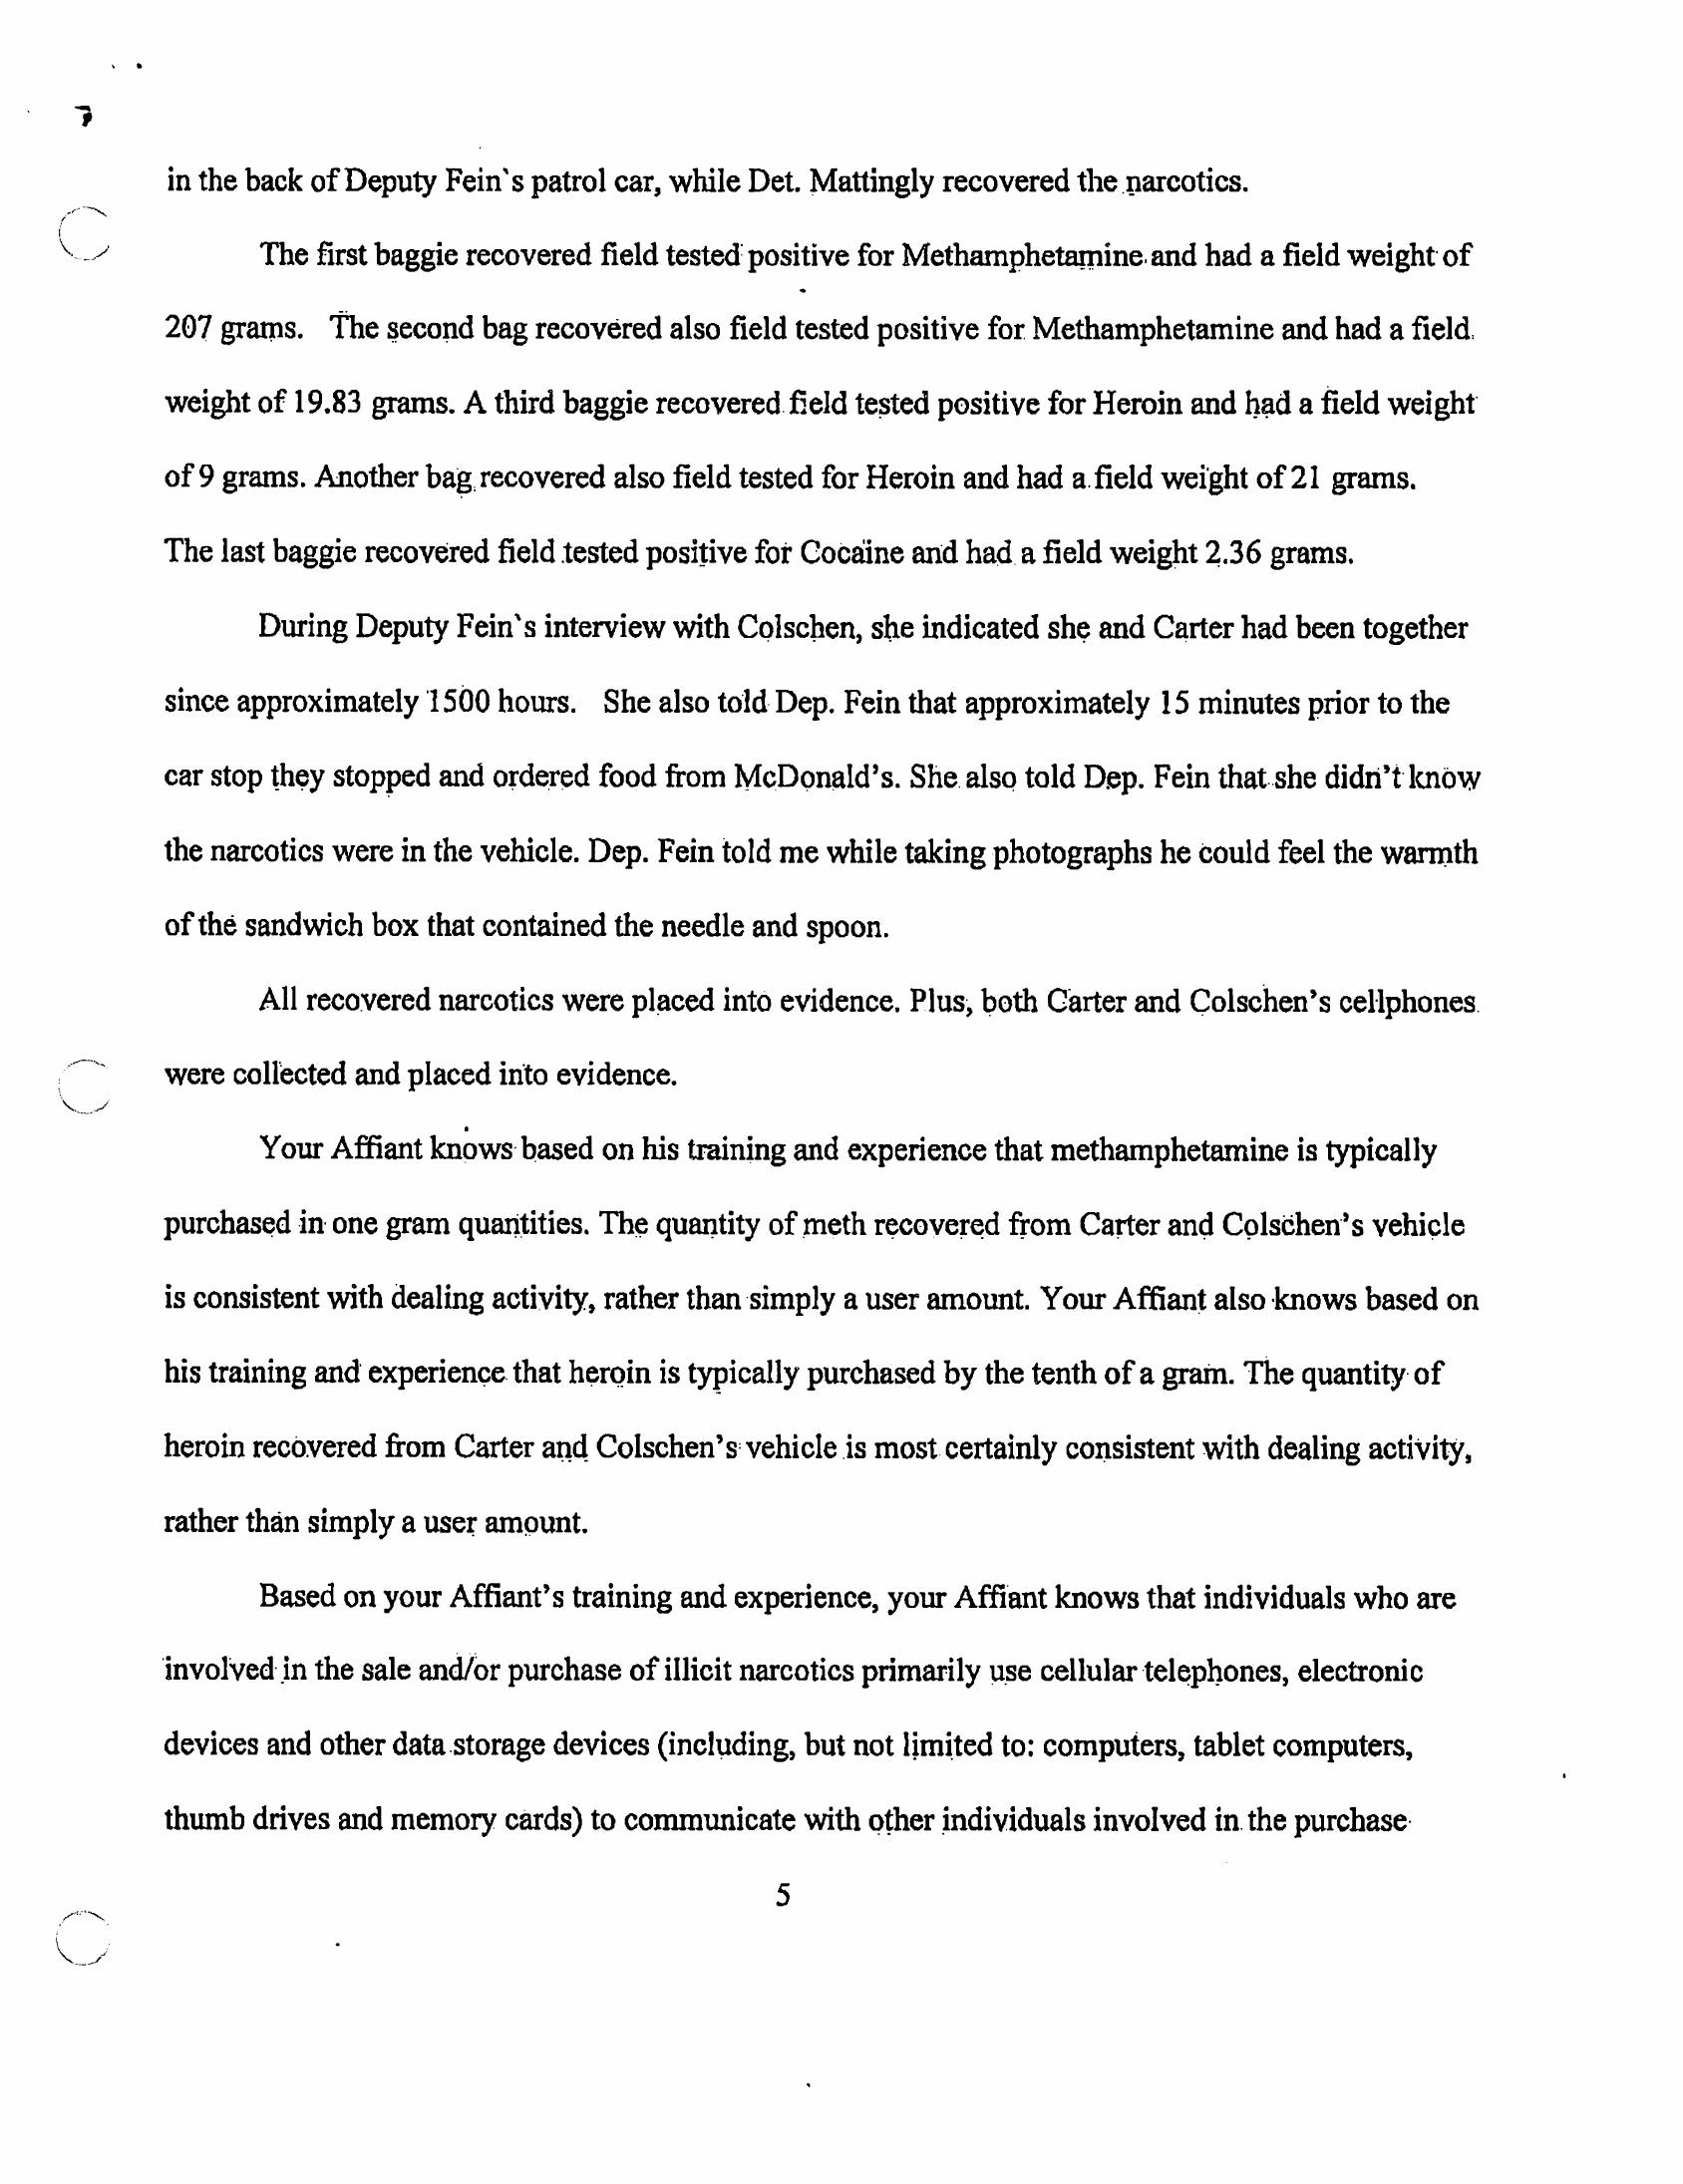 in the back of Deputy Fein`s patrol car, while Det. Mattingly recovered the narcotics.
The first baggie recovered field tested positive for Methamphetamine and had a field weight of
207 grams. The second bag recovered also field tested positive for Methamphetamine and had a field
weight of 19.83 grams. A third baggie recovered field tested positive for Heroin and had a field weight
of 9 grams. Another bag recovered also field tested for Heroin and had a field weight of 21 grams.
The last baggie recovered field tested positive for Cocaine and had a field weight 2.36 grams.
During Deputy Fein`s interview with Colschen, she indicated she and Carter had been together
since approximately 1500 hours. She also told Dep. Fein that approximately 15 minutes prior to the
car stop they stopped and ordered food from McDonald's. She also told Dep. Fein that she didn't know
the narcotics were in the vehicle. Dep. Fein told me while taking photographs he could feel the warmth
of the sandwich box that contained the needle and spoon.
All recovered narcotics were placed into evidence. Plus, both Carter and Colschen's cellphones
were collected and placed into evidence.
Your Affiant knows based on his training and experience that methamphetamine is typically
purchased in one gram quantities. The quantity of meth recovered from Carter and Colschen's vehicle
is consistent with dealing activity, rather than simply a user amount. Your Affiant also knows based on
his training and experience that heroin is typically purchased by the tenth of a gram. The quantity of
heroin recovered from Carter and Colschen's vehicle is most certainly consistent with dealing activity,
rather than simply a user amount.
Based on your Affiant's training and experience, your Affiant knows that individuals who are
involved in the sale and/or purchase of illicit narcotics primarily use cellular telephones, electronic
devices and other data storage devices (including, but not limited to: computers, tablet computers,
thumb drives and memory cards) to communicate with other individuals involved in the purchase
5